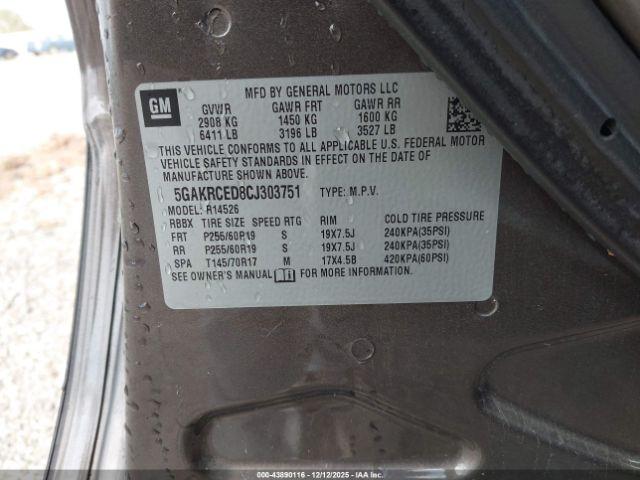 GM
MFD BY GENERAL MOTORS LLC
GVWR GAWR FRT GAWR RR
2908 KG 1450 KG 1600 KG
6411 LB 3196 LB 3527 LB
THIS VEHICLE CONFORMS TO ALL APPLICABLE U.S. FEDERAL MOTOR
VEHICLE SAFETY STANDARDS IN EFFECT ON THE DATE OF
MANUFACTURE SHOWN ABOVE.
5GAKRCED8CJ303751 TYPE: M.P.V.
MODEL: R14526
RBBX TIRE SIZE SPEED RTG RIM COLD TIRE PRESSURE
FRT P255/60R19 S 19X7.5J 240KPA(35PSI)
RR P255/60R19 S 19X7.5J 240KPA(35PSI)
SPA T145/70R17 M 17X4.5B 420KPA(60PSI)
SEE OWNER'S MANUAL FOR MORE INFORMATION.
000-43890116 - 12/12/2025 - IAAI.COM